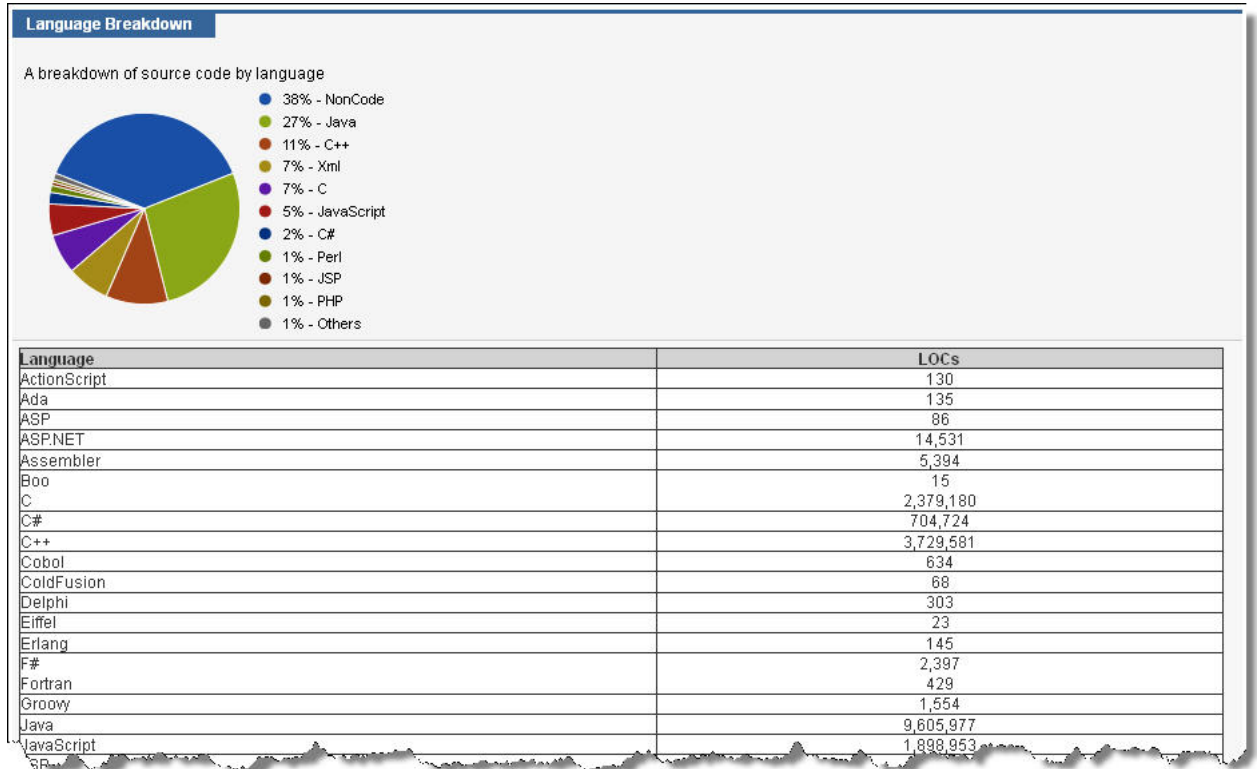 Language Breakdown
A breakdown of source code by language
38% - NonCode
27% - Java
11% - C++
7% - Xml
7% - C
5% - JavaScript
2% - C#
1% - Perl
1% - JSP
1% - PHP
1% - Others
Language LOCs
ActionScript 130
Ada 135
ASP 86
ASP.NET 14,531
Assembler 5,394
Boo 15
C 2,379,180
C# 704,724
C++ 3,729,581
Cobol 634
ColdFusion 68
Delphi 303
Eiffel 23
Erlang 145
F# 2,397
Fortran 429
Groovy 1,554
Java 9,605,977
JavaScript 1,898,953